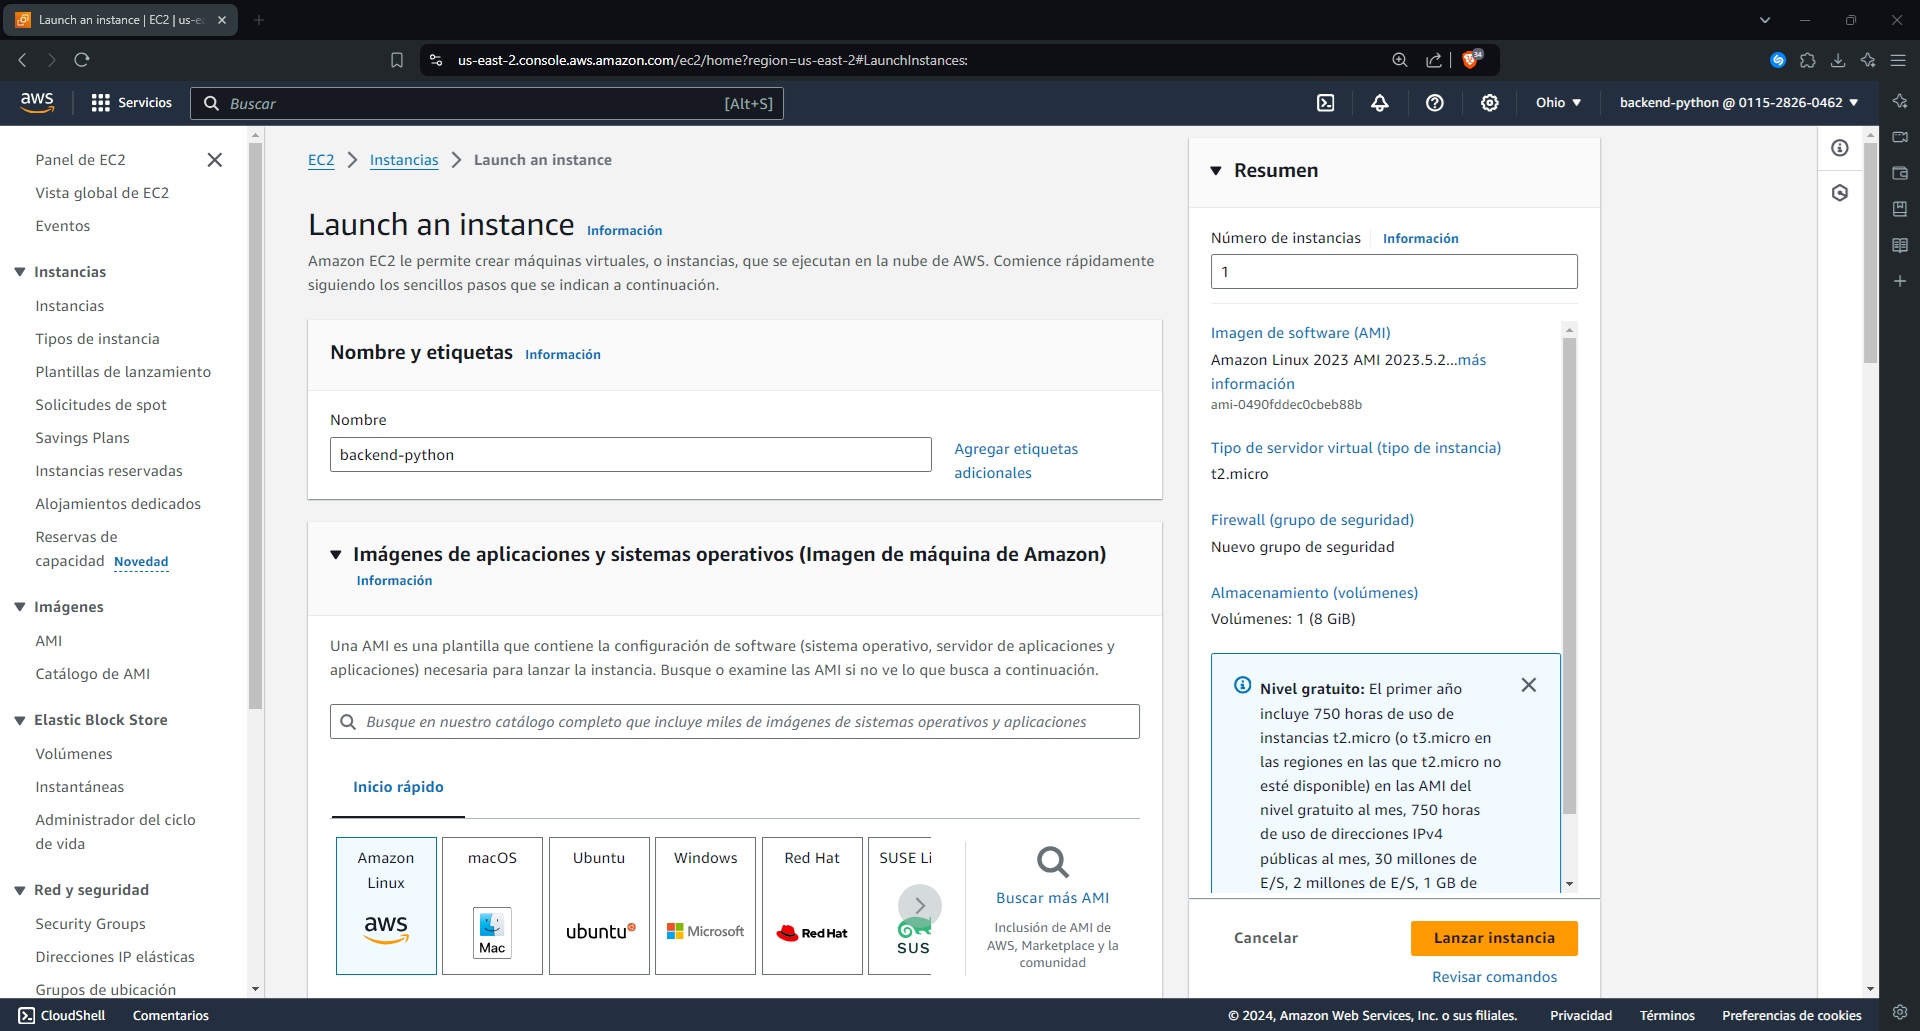 Launch an instance | EC2 | us-e
us-east-2.console.aws.amazon.com/ec2/home?region=us-east-2#LaunchInstances:
34
aws
Servicios
Buscar
[Alt+S]
Ohio
backend-python @ 0115-2826-0462
Panel de EC2
Vista global de EC2
Eventos
Instancias
Instancias
Tipos de instancia
Plantillas de lanzamiento
Solicitudes de spot
Savings Plans
Instancias reservadas
Alojamientos dedicados
Reservas de
capacidad Novedad
Imágenes
AMI
Catálogo de AMI
Elastic Block Store
Volúmenes
Instantáneas
Administrador del ciclo
de vida
Red y seguridad
Security Groups
Direcciones IP elásticas
Grupos de ubicación
EC2 > Instancias > Launch an instance
Launch an instance Información
Amazon EC2 le permite crear máquinas virtuales, o instancias, que se ejecutan en la nube de AWS. Comience rápidamente
siguiendo los sencillos pasos que se indican a continuación.
Nombre y etiquetas Información
Nombre
backend-python
Agregar etiquetas
adicionales
Imágenes de aplicaciones y sistemas operativos (Imagen de máquina de Amazon)
Información
Una AMI es una plantilla que contiene la configuración de software (sistema operativo, servidor de aplicaciones y
aplicaciones) necesaria para lanzar la instancia. Busque o examine las AMI si no ve lo que busca a continuación.
Busque en nuestro catálogo completo que incluye miles de imágenes de sistemas operativos y aplicaciones
Inicio rápido
Amazon
Linux
aws
macOS
Mac
Ubuntu
ubuntu
Windows
Microsoft
Red Hat
Red Hat
SUSE Li
SUS
Buscar más AMI
Inclusión de AMI de
AWS, Marketplace y la
comunidad
Resumen
Número de instancias Información
1
Imagen de software (AMI)
Amazon Linux 2023 AMI 2023.5.2...más
información
ami-0490fddec0cbeb88b
Tipo de servidor virtual (tipo de instancia)
t2.micro
Firewall (grupo de seguridad)
Nuevo grupo de seguridad
Almacenamiento (volúmenes)
Volúmenes: 1 (8 GiB)
Nivel gratuito: El primer año
incluye 750 horas de uso de
instancias t2.micro (o t3.micro en
las regiones en las que t2.micro no
esté disponible) en las AMI del
nivel gratuito al mes, 750 horas
de uso de direcciones IPv4
públicas al mes, 30 millones de
E/S, 2 millones de E/S, 1 GB de
Cancelar
Lanzar instancia
Revisar comandos
CloudShell
Comentarios
© 2024, Amazon Web Services, Inc. o sus filiales.
Privacidad
Términos
Preferencias de cookies